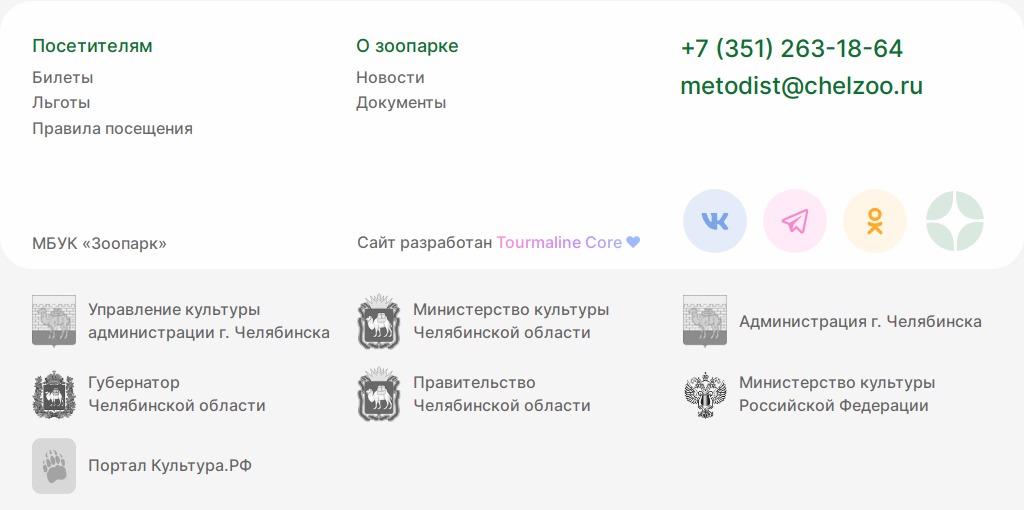 Посетителям
Билеты
Льготы
Правила посещения
О зоопарке
Новости
Документы
+7 (351) 263-18-64
metodist@chelzoo.ru
МБУК «Зоопарк»
Сайт разработан Tourmaline Core
Управление культуры
администрации г. Челябинска
Министерство культуры
Челябинской области
Администрация г. Челябинска
Губернатор
Челябинской области
Правительство
Челябинской области
Министерство культуры
Российской Федерации
Портал Культура.РФ